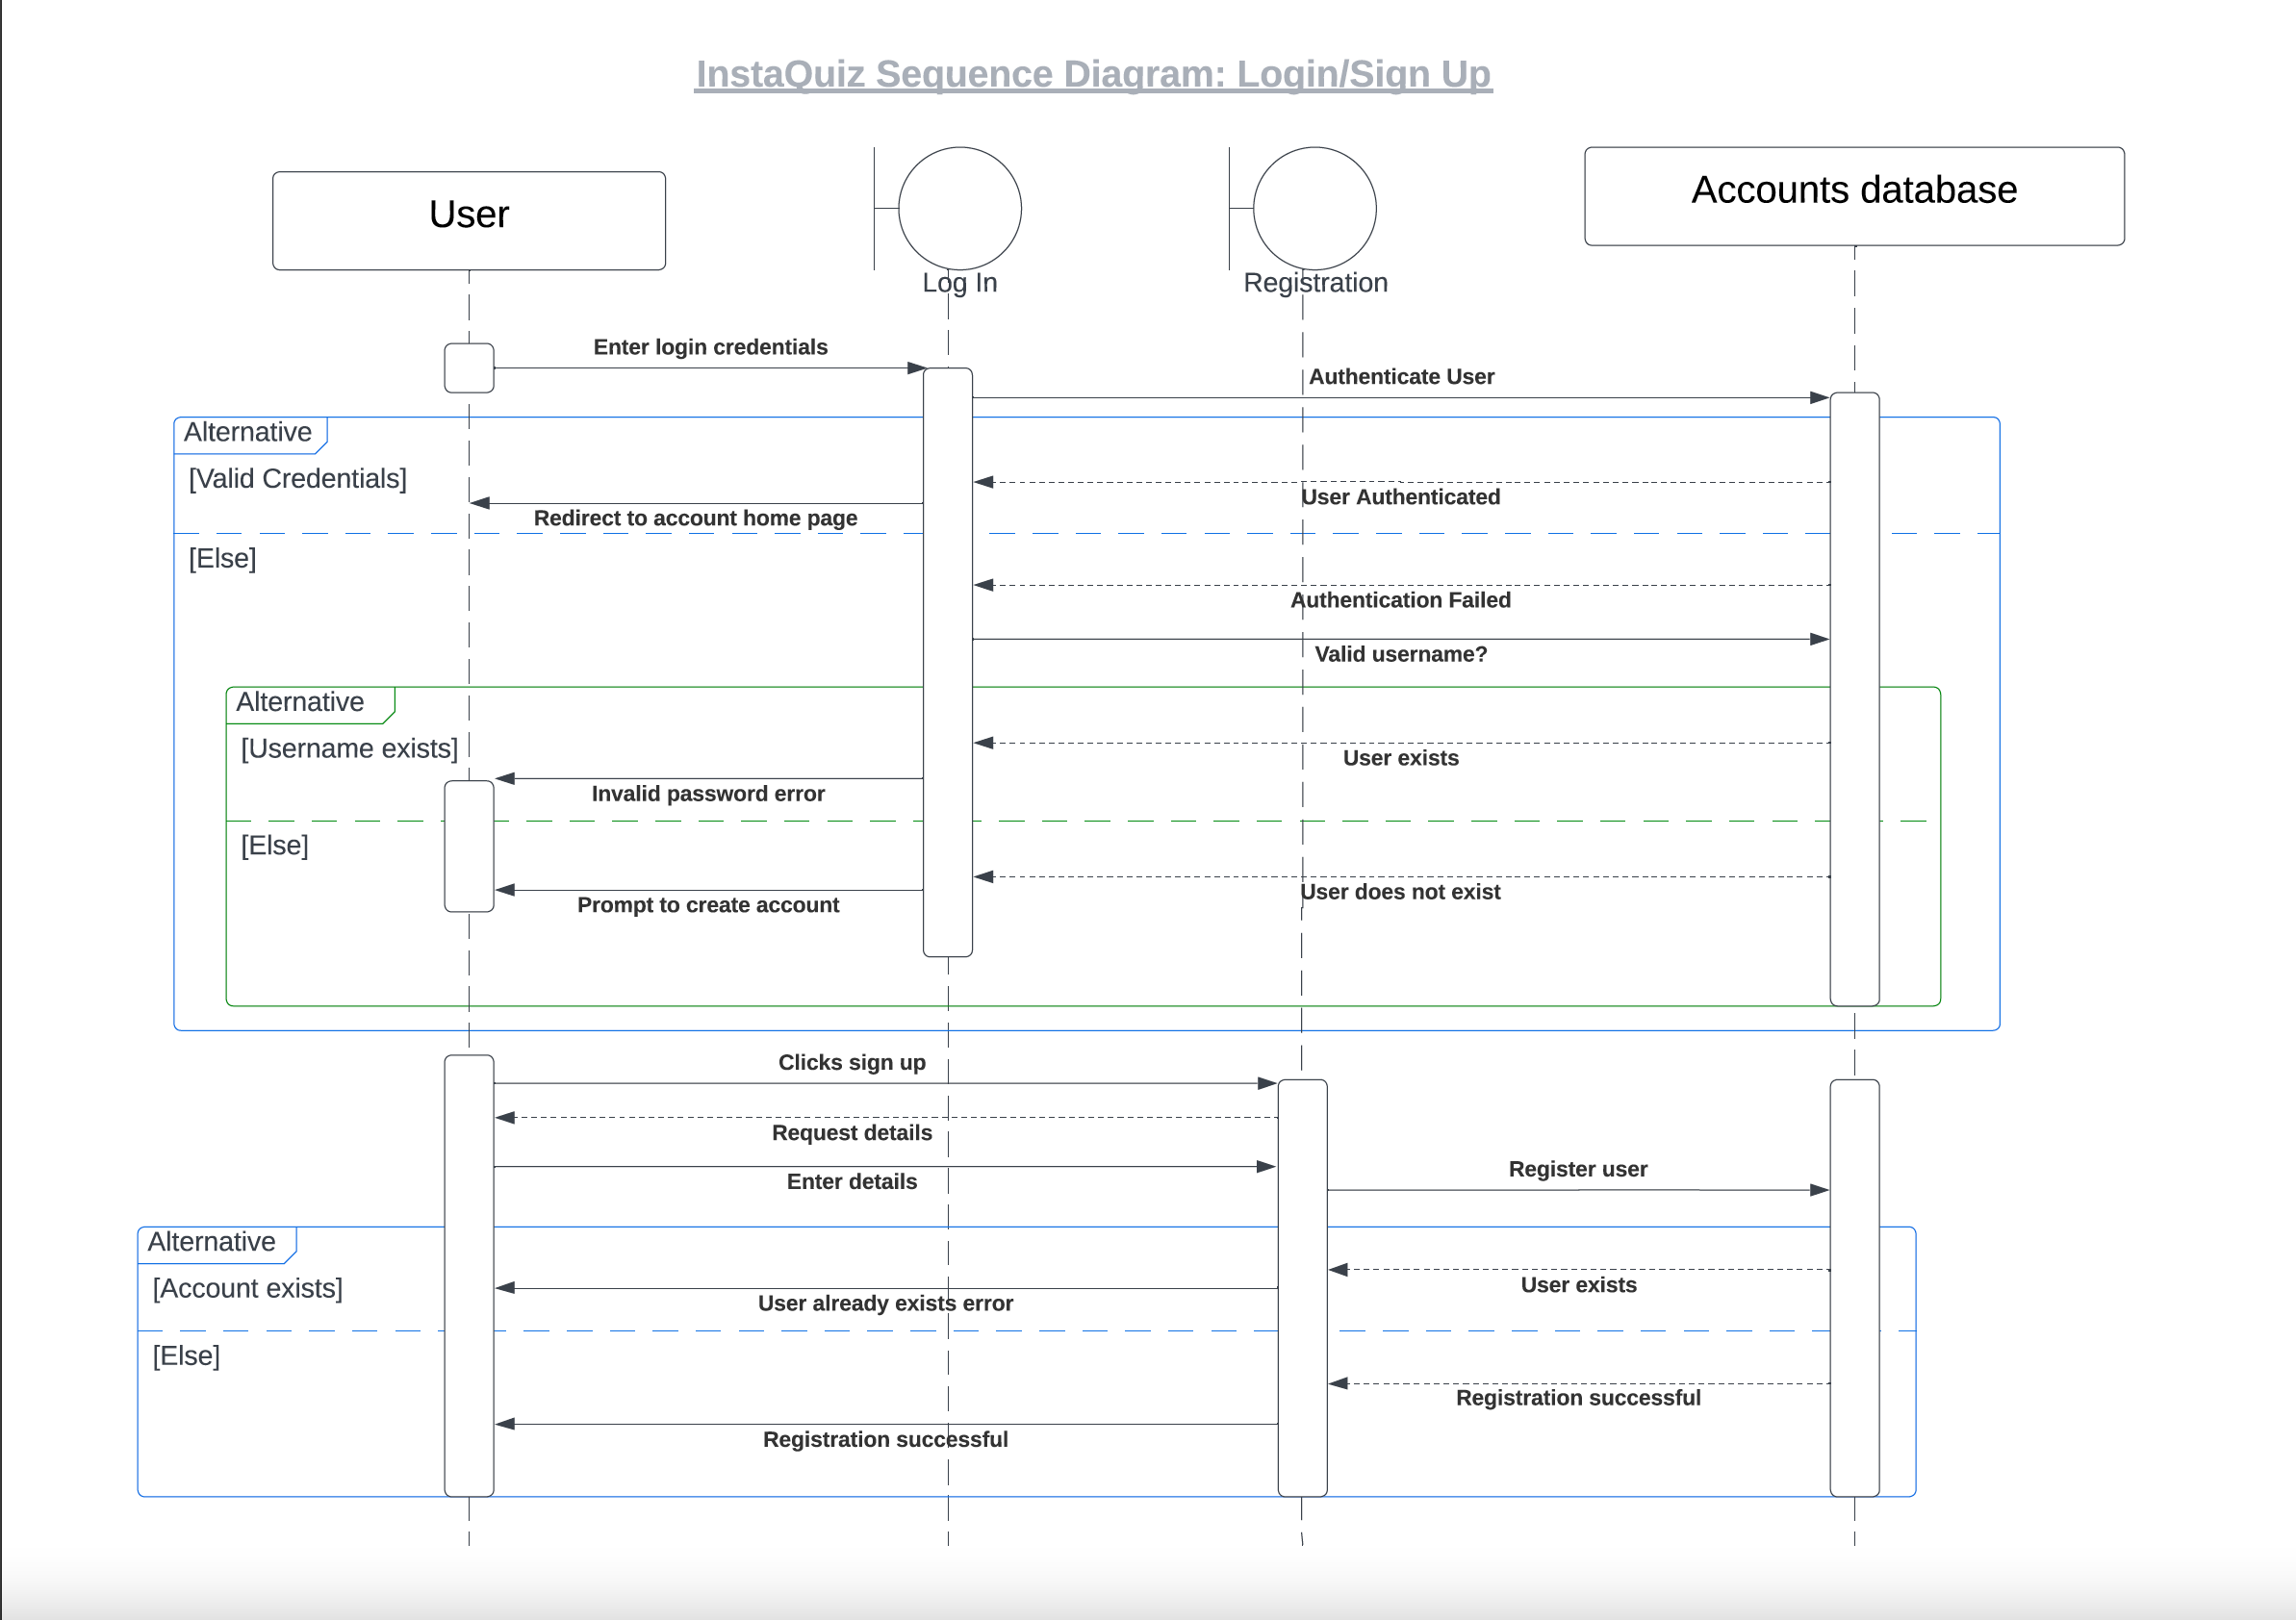 InstaQuiz Sequence Diagram: Login/Sign Up
User
Log In
Registration
Accounts database
Enter login credentials
Authenticate User
Alternative
[Valid Credentials]
User Authenticated
Redirect to account home page
[Else]
Authentication Failed
Valid username?
Alternative
[Username exists]
User exists
Invalid password error
[Else]
User does not exist
Prompt to create account
Clicks sign up
Request details
Enter details
Register user
Alternative
[Account exists]
User exists
User already exists error
[Else]
Registration successful
Registration successful